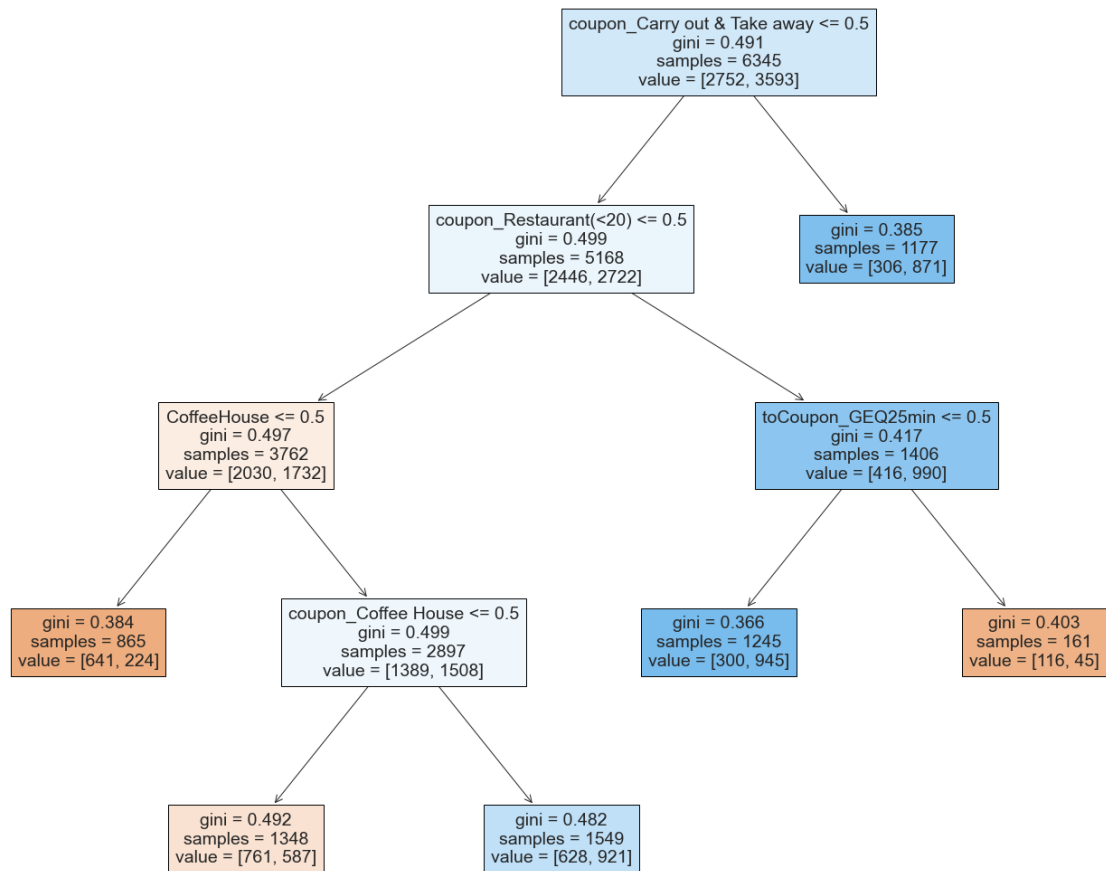 coupon_Carry out & Take away <= 0.5
gini = 0.491
samples = 6345
value = [2752, 3593]
coupon_Restaurant(<20) <= 0.5
gini = 0.499
samples = 5168
value = [2446, 2722]
gini = 0.385
samples = 1177
value = [306, 871]
CoffeeHouse <= 0.5
gini = 0.497
samples = 3762
value = [2030, 1732]
toCoupon_GEQ25min <= 0.5
gini = 0.417
samples = 1406
value = [416, 990]
gini = 0.384
samples = 865
value = [641, 224]
coupon_Coffee House <= 0.5
gini = 0.499
samples = 2897
value = [1389, 1508]
gini = 0.366
samples = 1245
value = [300, 945]
gini = 0.403
samples = 161
value = [116, 45]
gini = 0.492
samples = 1348
value = [761, 587]
gini = 0.482
samples = 1549
value = [628, 921]